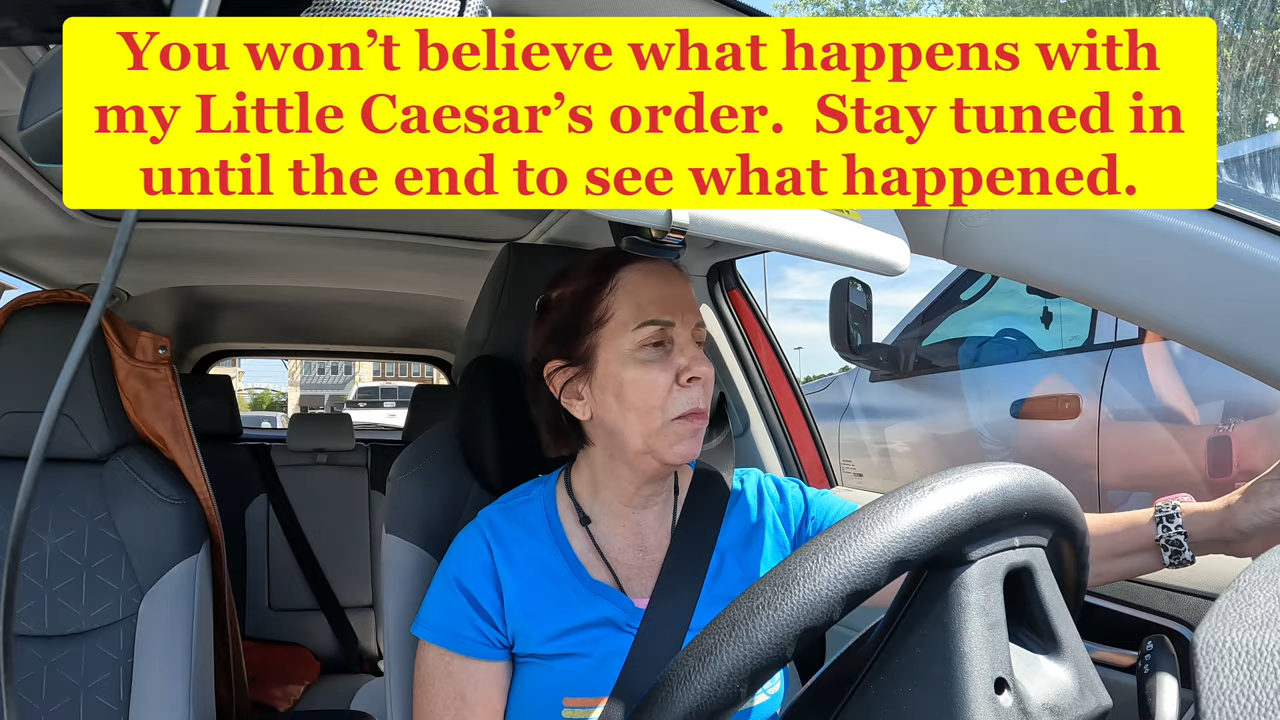 You won’t believe what happens with
my Little Caesar’s order.  Stay tuned in
until the end to see what happened.